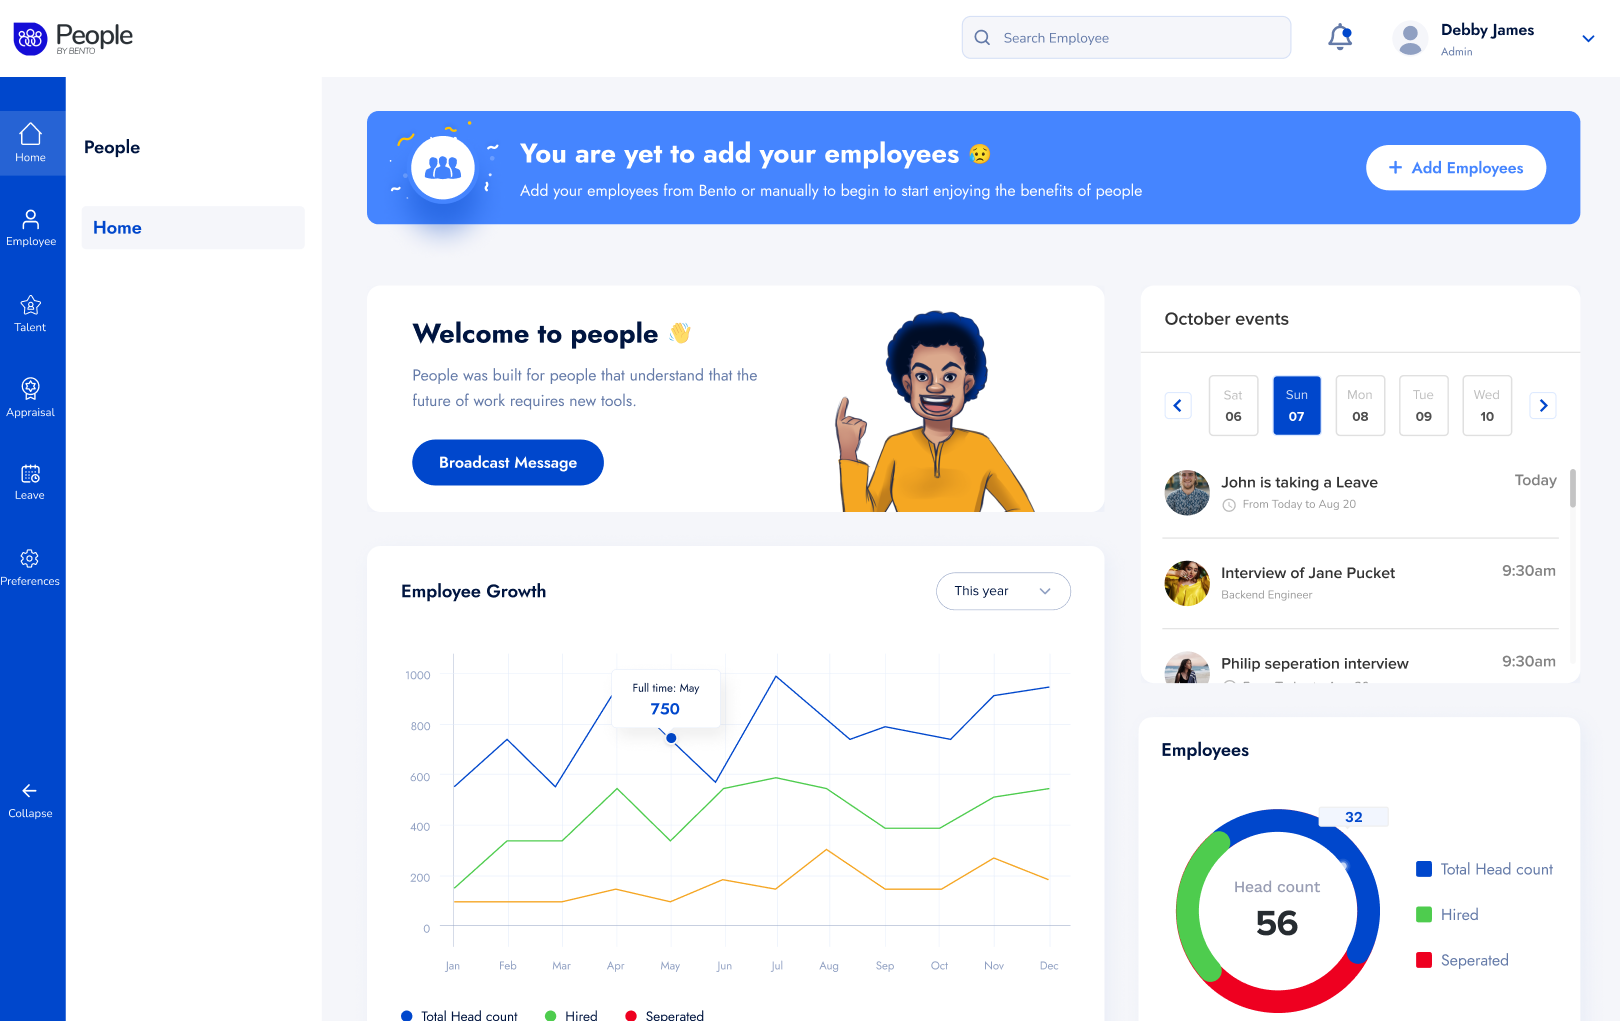 People
BY BENTO
Search Employee
Debby James
Admin
Home
Employee
Talent
Appraisal
Leave
Preferences
Collapse
People
Home
You are yet to add your employees 😥
Add your employees from Bento or manually to begin to start enjoying the benefits of people
+ Add Employees
Welcome to people 👋
People was built for people that understand that the
future of work requires new tools.
Broadcast Message
October events
Sat
06
Sun
07
Mon
08
Tue
09
Wed
10
John is taking a Leave
Today
From Today to Aug 20
Interview of Jane Pucket
9:30am
Backend Engineer
Philip seperation interview
9:30am
Employee Growth
This year
1000
800
600
400
200
0
Full time: May
750
Jan
Feb
Mar
Apr
May
Jun
Jul
Aug
Sep
Oct
Nov
Dec
Total Head count
Hired
Seperated
Employees
32
Head count
56
Total Head count
Hired
Seperated